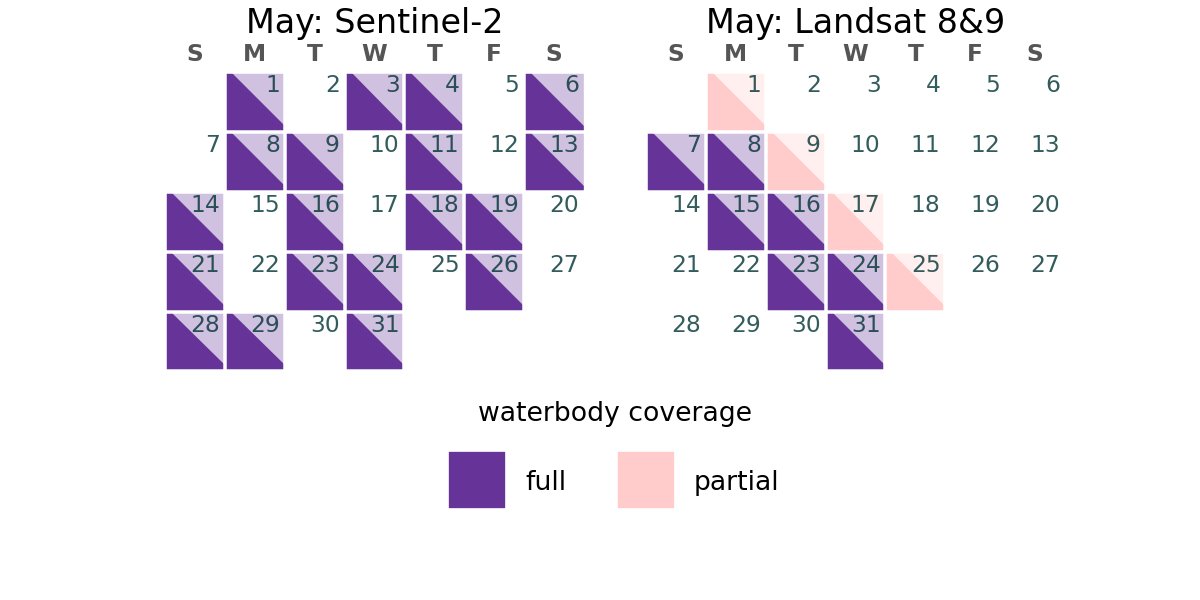 May: Sentinel-2
S M T W T F S
1 2 3 4 5 6
7 8 9 10 11 12 13
14 15 16 17 18 19 20
21 22 23 24 25 26 27
28 29 30 31
May: Landsat 8&9
S M T W T F S
1 2 3 4 5 6
7 8 9 10 11 12 13
14 15 16 17 18 19 20
21 22 23 24 25 26 27
28 29 30 31
waterbody coverage
full partial